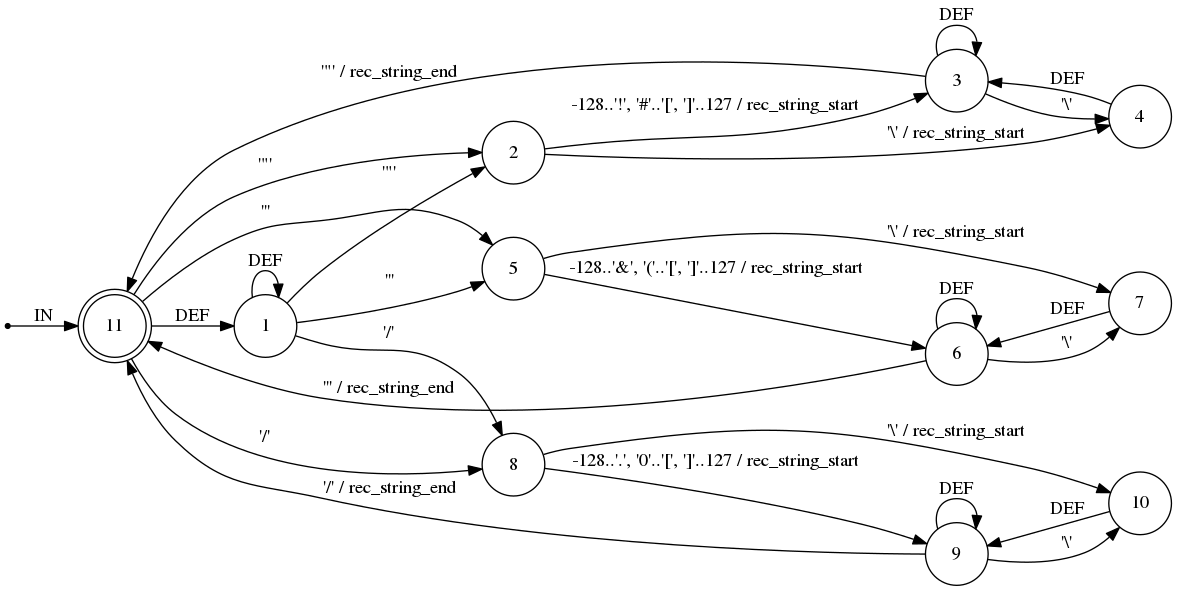 DEF
3
'"' / rec_string_end
-128..'!', '#'..'[', ']'..127 / rec_string_start
DEF
'\'
4
'\' / rec_string_start
2
'"'
'"'
'''
'\' / rec_string_start
5
-128..'&', '('..'[', ']'..127 / rec_string_start
DEF
'''
DEF
7
DEF
IN
11
DEF
1
'/'
6
'\'
''' / rec_string_end
'/'
8
'\' / rec_string_start
-128..'.', '0'..'[', ']'..127 / rec_string_start
'/' / rec_string_end
DEF
DEF
10
9
'\'